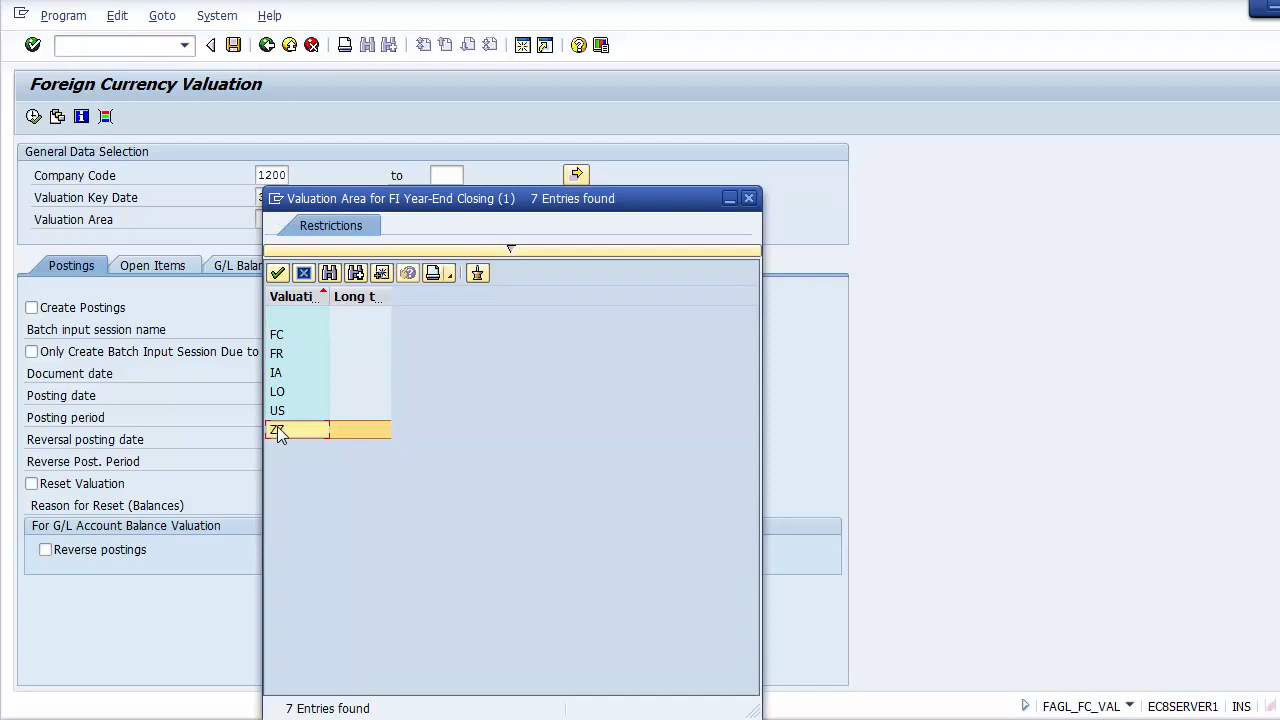 Program Edit Goto System Help
Foreign Currency Valuation
General Data Selection
Company Code 1200 to
Valuation Key Date
Valuation Area
Valuation Area for FI Year-End Closing (1) 7 Entries found
Restrictions
Postings Open Items G/L Balan
Valuati.. Long t..
Create Postings
Batch input session name
Only Create Batch Input Session Due to
Document date
Posting date
Posting period
Reversal posting date
Reverse Post. Period
Reset Valuation
Reason for Reset (Balances)
For G/L Account Balance Valuation
Reverse postings
FC
FR
IA
LO
US
7 Entries found
FAGL_FC_VAL EC8SERVER1 INS